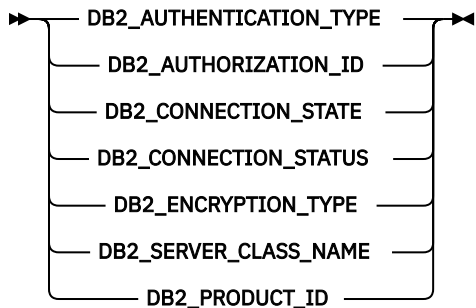 DB2_AUTHENTICATION_TYPE
DB2_AUTHORIZATION_ID
DB2_CONNECTION_STATE
DB2_CONNECTION_STATUS
DB2_ENCRYPTION_TYPE
DB2_SERVER_CLASS_NAME
DB2_PRODUCT_ID